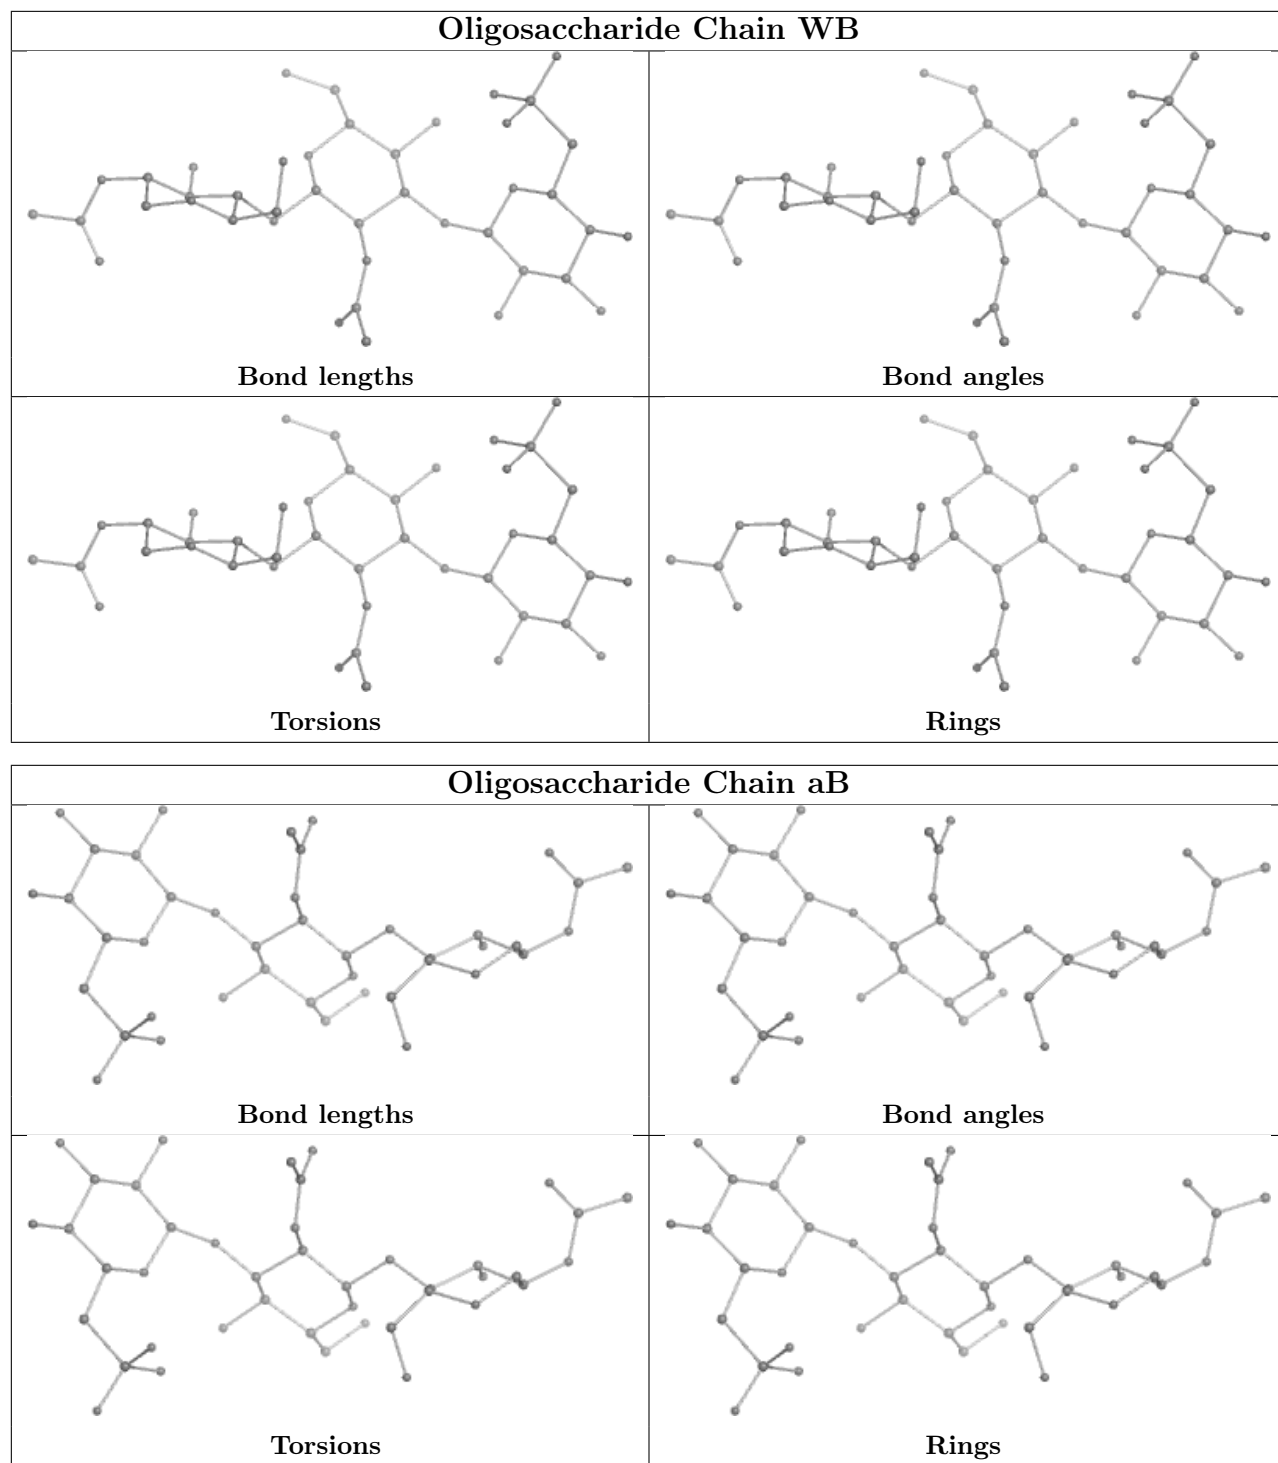 Oligosaccharide Chain WB
Bond lengths
Bond angles
Torsions
Rings
Oligosaccharide Chain aB
Bond lengths
Bond angles
Torsions
Rings